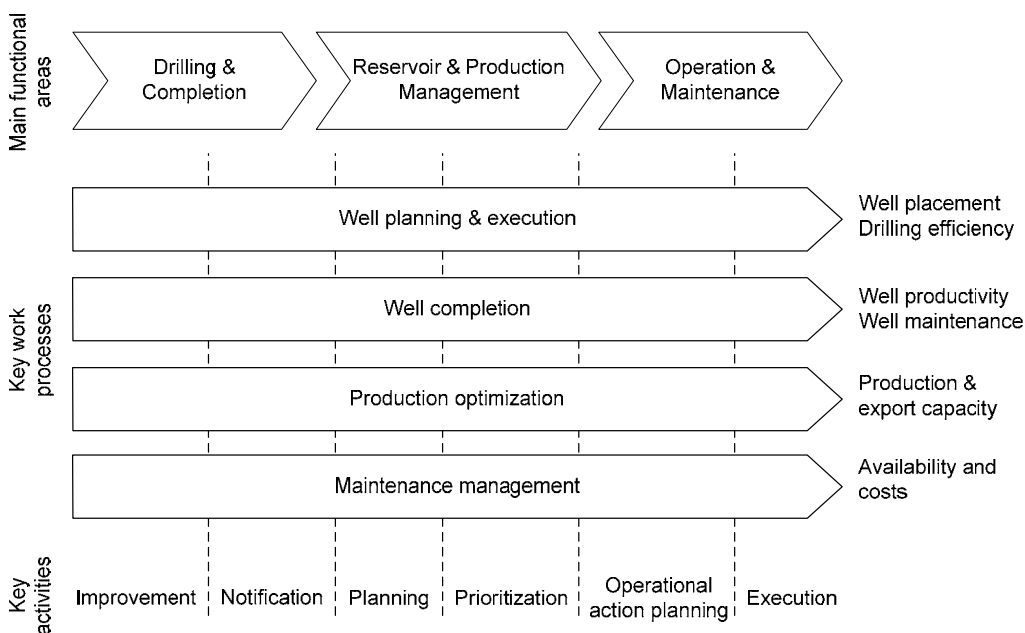 Main functional
areas
Drilling &
Completion
Reservoir & Production
Management
Operation &
Maintenance
Key work
processes
Well planning & execution
Well placement
Drilling efficiency
Well completion
Well productivity
Well maintenance
Production optimization
Production &
export capacity
Maintenance management
Availability and
costs
Key
activities
Improvement
Notification
Planning
Prioritization
Operational
action planning
Execution